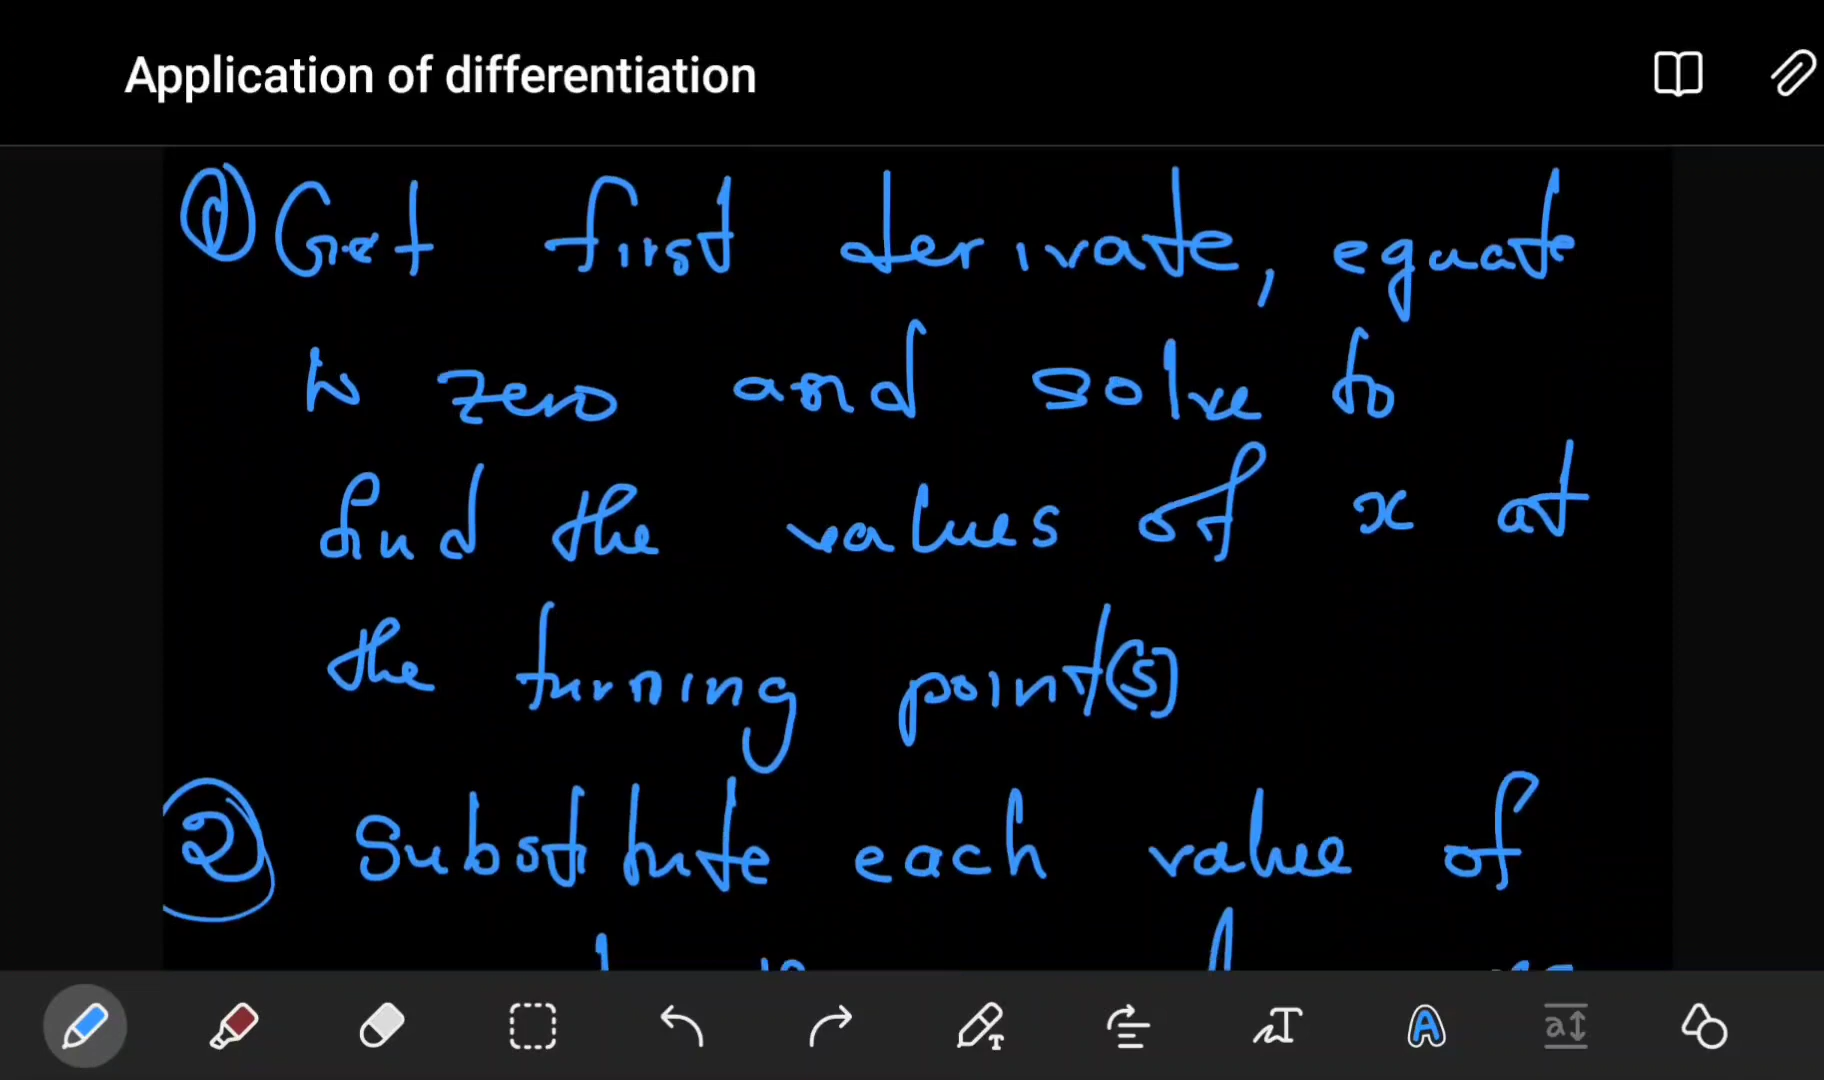 Application of differentiation
① Get first derivate, equate
to zero and solve to
find the values of x at
the turning point(s)
② Substitute each value of